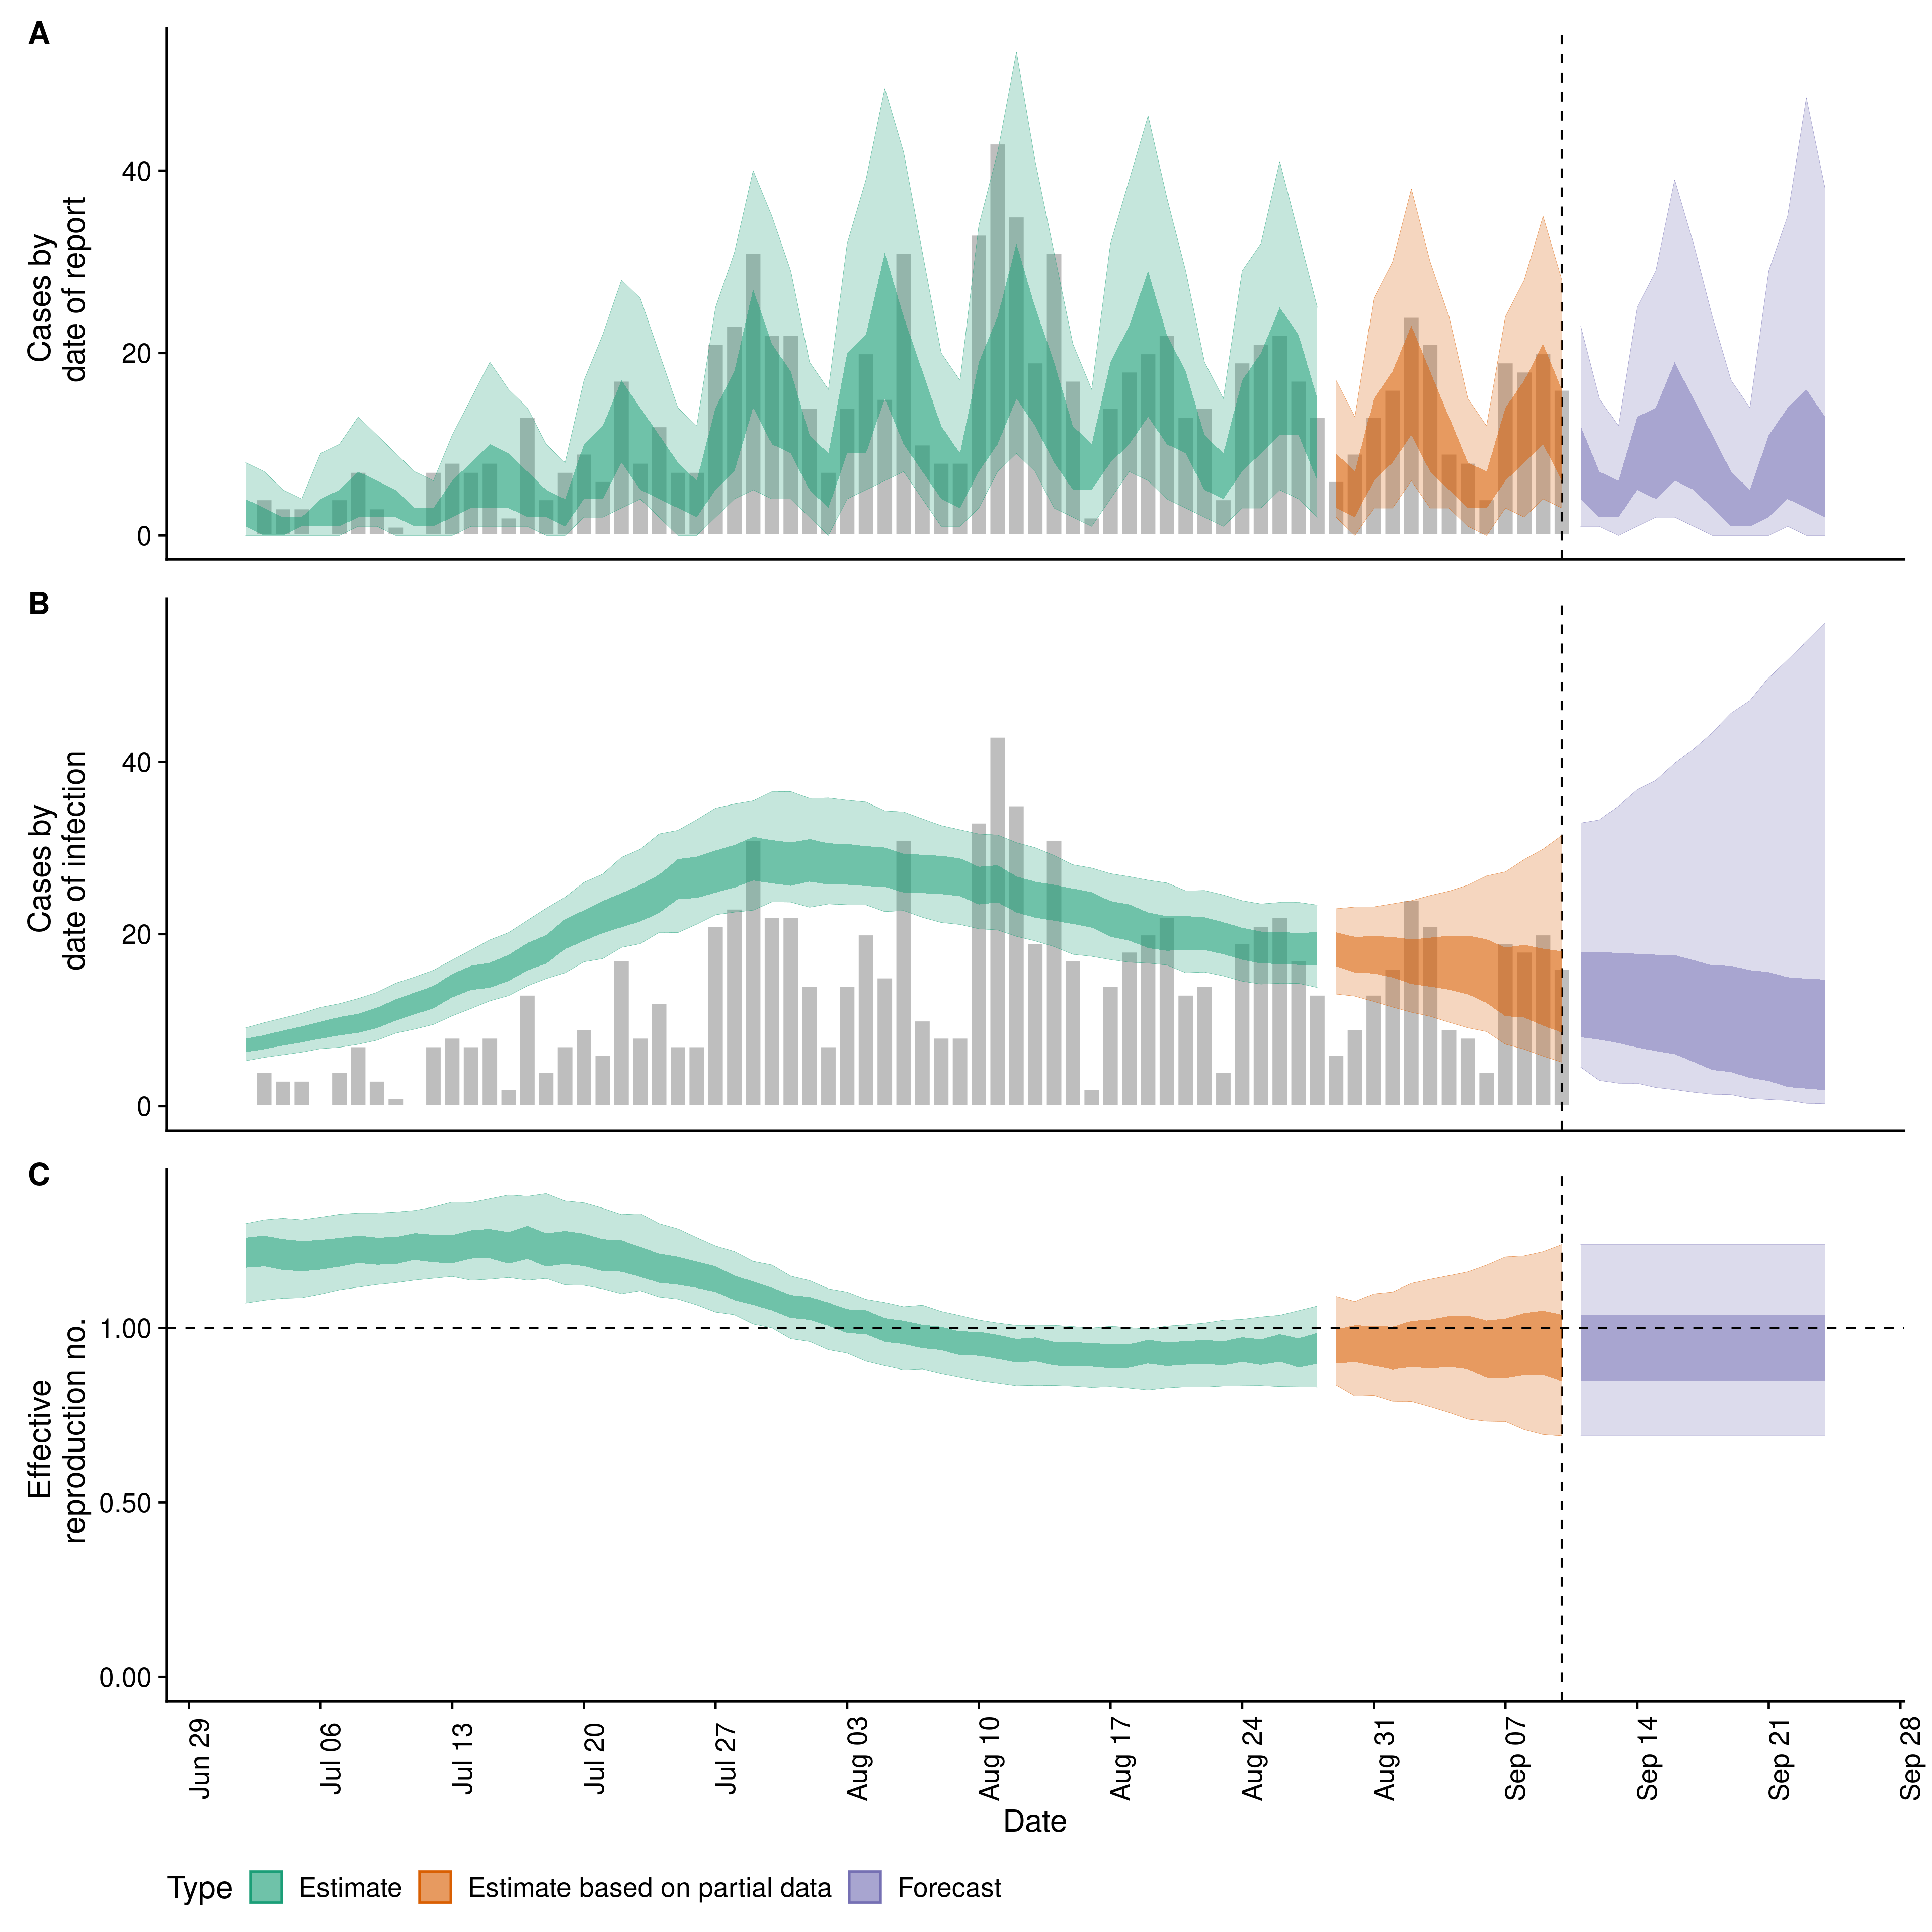 A
Cases by
date of report
40
20
0
B
Cases by
date of infection
40
20
0
C
Effective
reproduction no.
1.00
0.50
0.00
Jun 29
Jul 06
Jul 13
Jul 20
Jul 27
Aug 03
Aug 10
Aug 17
Aug 24
Aug 31
Sep 07
Sep 14
Sep 21
Sep 28
Date
Type Estimate Estimate based on partial data Forecast